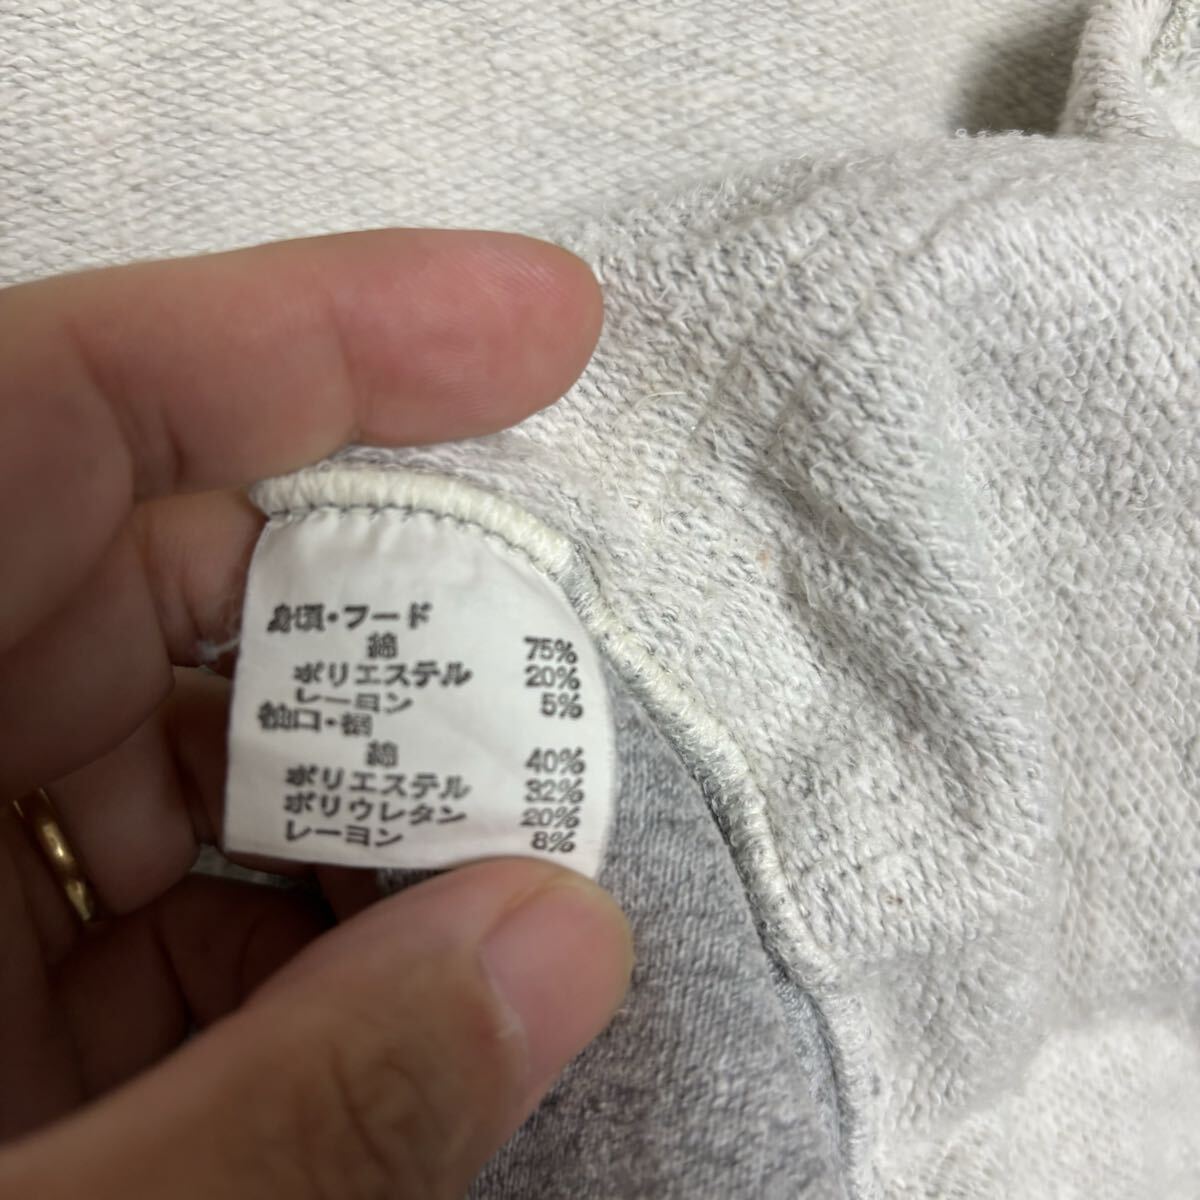 身頃・フード
綿 75%
ポリエステル 20%
レーヨン 5%
袖口・裾
綿 40%
ポリエステル 32%
ポリウレタン 20%
レーヨン 8%